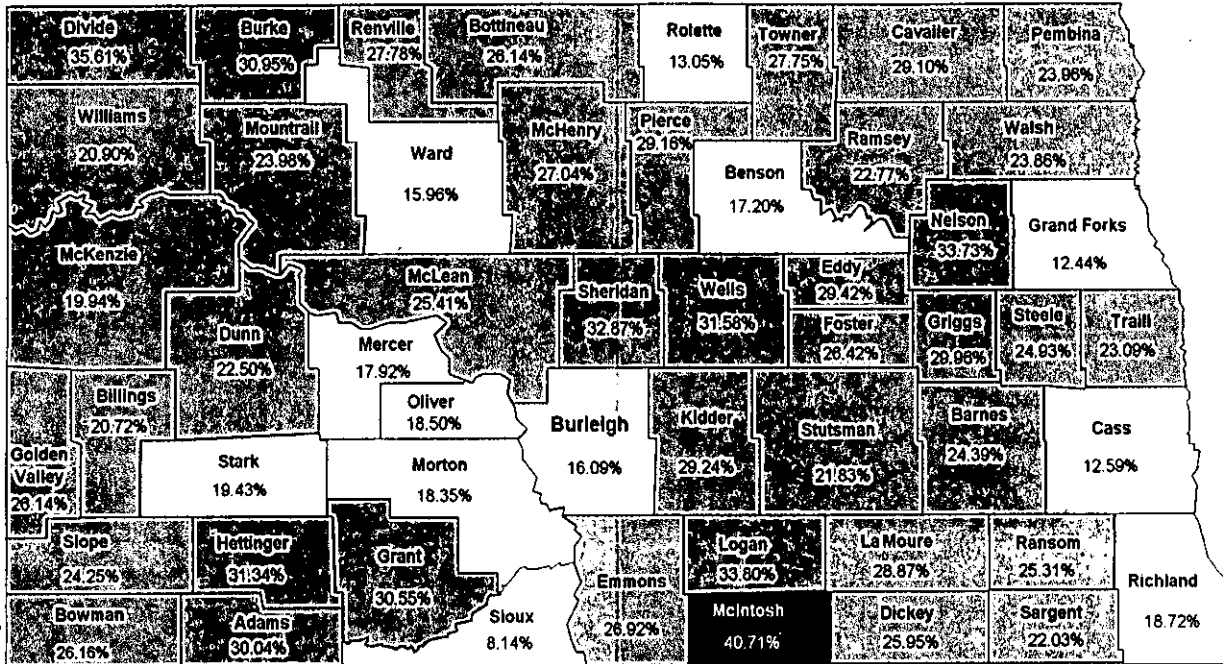 Divide
35.61%
Burke
30.95%
Renville
27.78%
Bottineau
26.14%
Rolette
13.05%
Towner
27.75%
Cavalier
29.10%
Pembina
23.96%
Williams
20.90%
Mountrail
23.98%
Ward
15.96%
McHenry
27.04%
Pierce
29.16%
Benson
17.20%
Ramsey
22.77%
Walsh
23.86%
Nelson
33.73%
Grand Forks
12.44%
McKenzie
19.94%
Dunn
22.50%
McLean
25.41%
Sheridan
32.87%
Wells
31.58%
Eddy
29.42%
Foster
26.42%
Griggs
29.96%
Steele
24.93%
Traill
23.09%
Mercer
17.92%
Oliver
18.50%
Billings
20.72%
Golden
Valley
26.14%
Stark
19.43%
Morton
18.35%
Burleigh
16.09%
Kidder
29.24%
Stutsman
21.83%
Barnes
24.39%
Cass
12.59%
Slope
24.25%
Hettinger
31.34%
Grant
30.55%
Sioux
8.14%
Emmons
26.92%
Logan
33.80%
La Moure
28.87%
Ransom
25.31%
Richland
18.72%
Bowman
26.16%
Adams
30.04%
McIntosh
40.71%
Dickey
25.95%
Sargent
22.03%